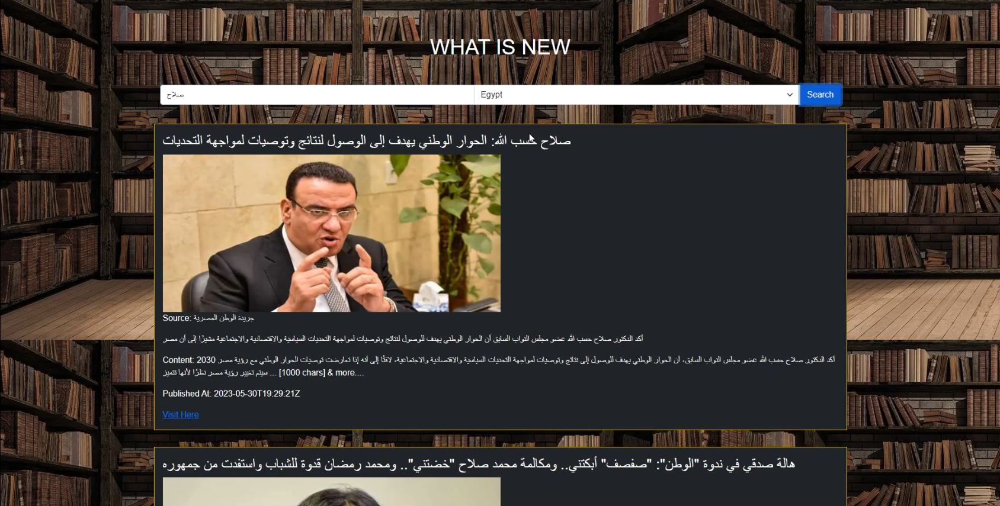 WHAT IS NEW
صلاح
Egypt
Search
صلاح حسب الله: الحوار الوطني يهدف إلى الوصول لنتائج وتوصيات لمواجهة التحديات
Source: جريدة الوطن المصرية
أكد الدكتور صلاح حسب الله عضو مجلس النواب السابق أن الحوار الوطني يهدف للوصول لنتائج وتوصيات لمواجهة التحديات السياسية والاقتصادية والاجتماعية مشيرًا إلى أن مصر
Content: أكد الدكتور صلاح حسب الله عضو مجلس النواب السابق، أن الحوار الوطني يهدف للوصول إلى نتائج وتوصيات لمواجهة التحديات السياسية والاقتصادية والاجتماعية، لافتًا إلى أنه إذا تعارضت توصيات الحوار الوطني مع رؤية مصر 2030
سيتم تغيير رؤية مصر نظرًا لأنها تتميز ... [1000 chars] & more....
Published At: 2023-05-30T19:29:21Z
Visit Here
هالة صدقي في ندوة "الوطن": "صفصف" أبكتني.. ومكالمة محمد صلاح "خضتني".. ومحمد رمضان قدوة للشباب واستفدت من جمهوره